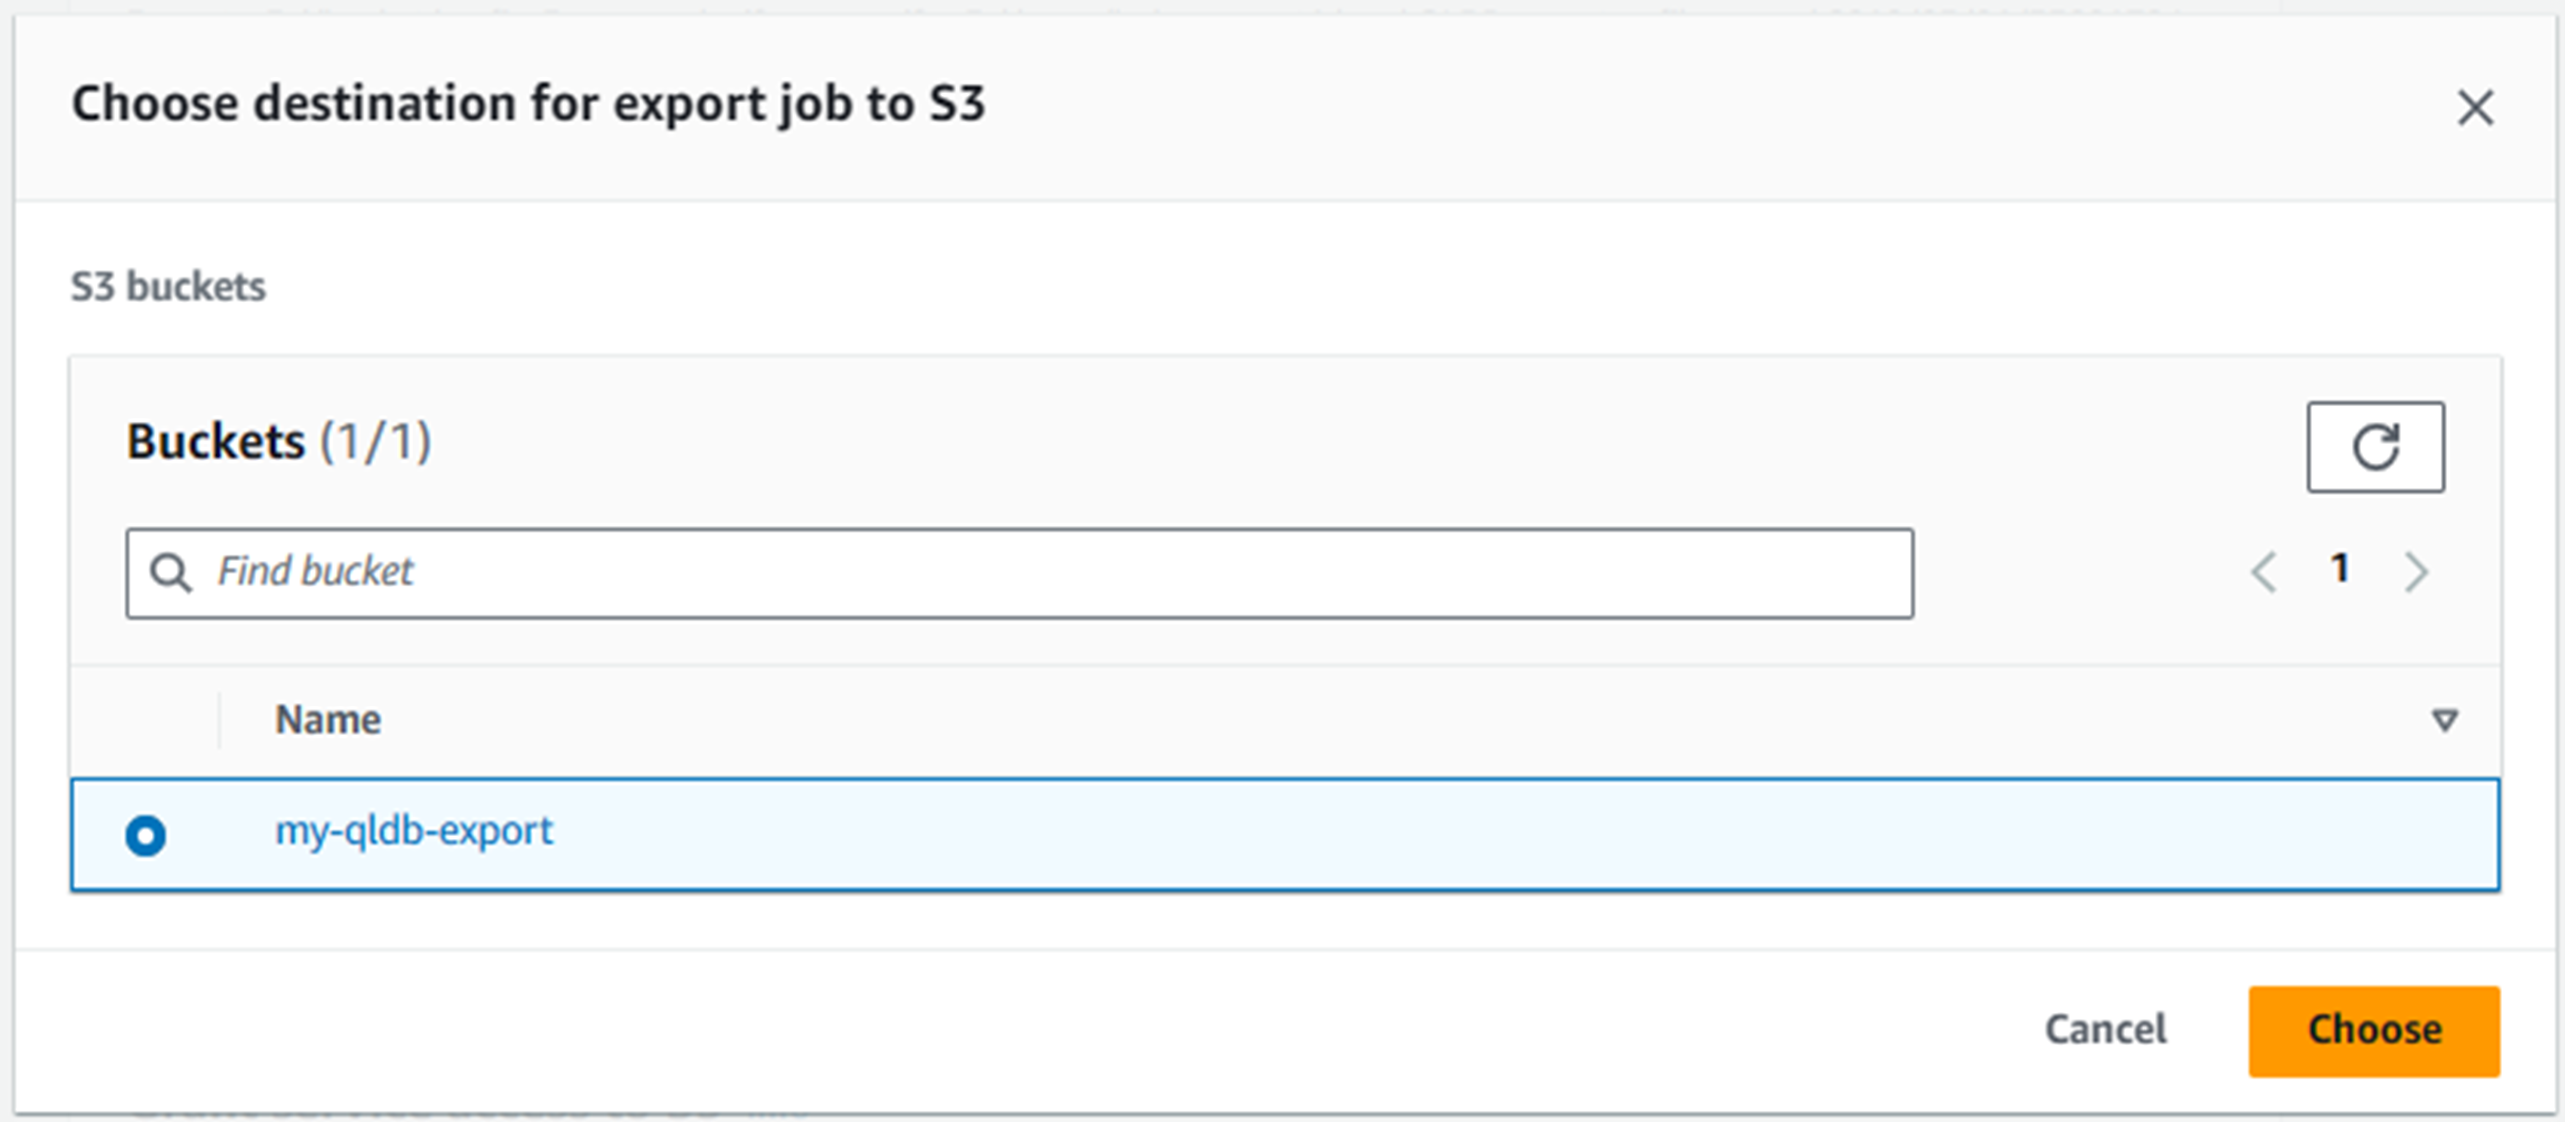 Choose destination for export job to S3
S3 buckets
Buckets (1/1)
Find bucket
1
Name
my-qldb-export
Cancel
Choose